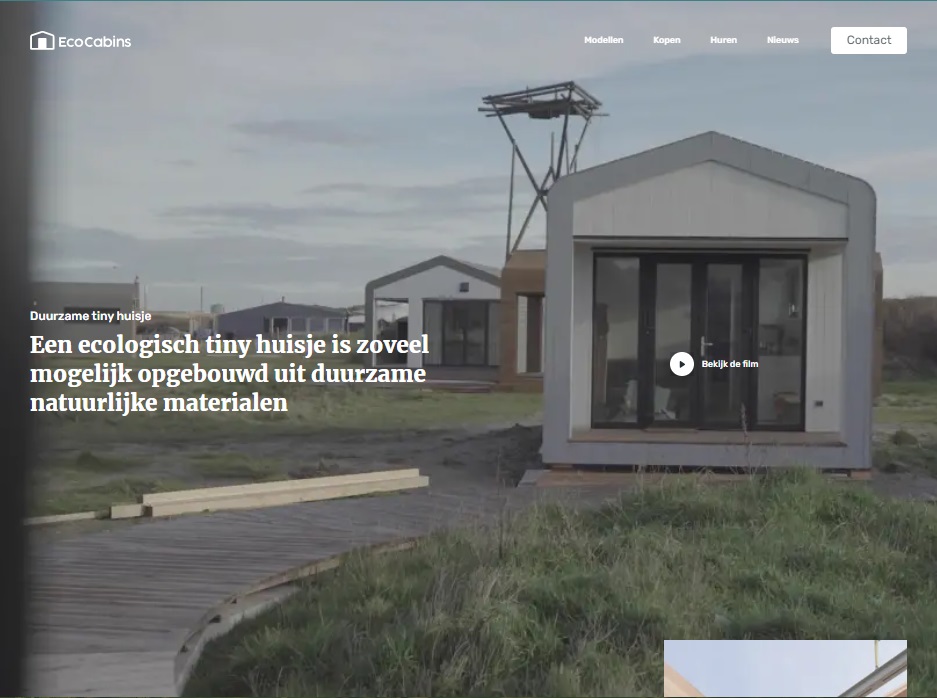 EcoCabins
Modellen
Kopen
Huren
Nieuws
Contact
Duurzame tiny huisje
Een ecologisch tiny huisje is zoveel
mogelijk opgebouwd uit duurzame
natuurlijke materialen
Bekijk de film